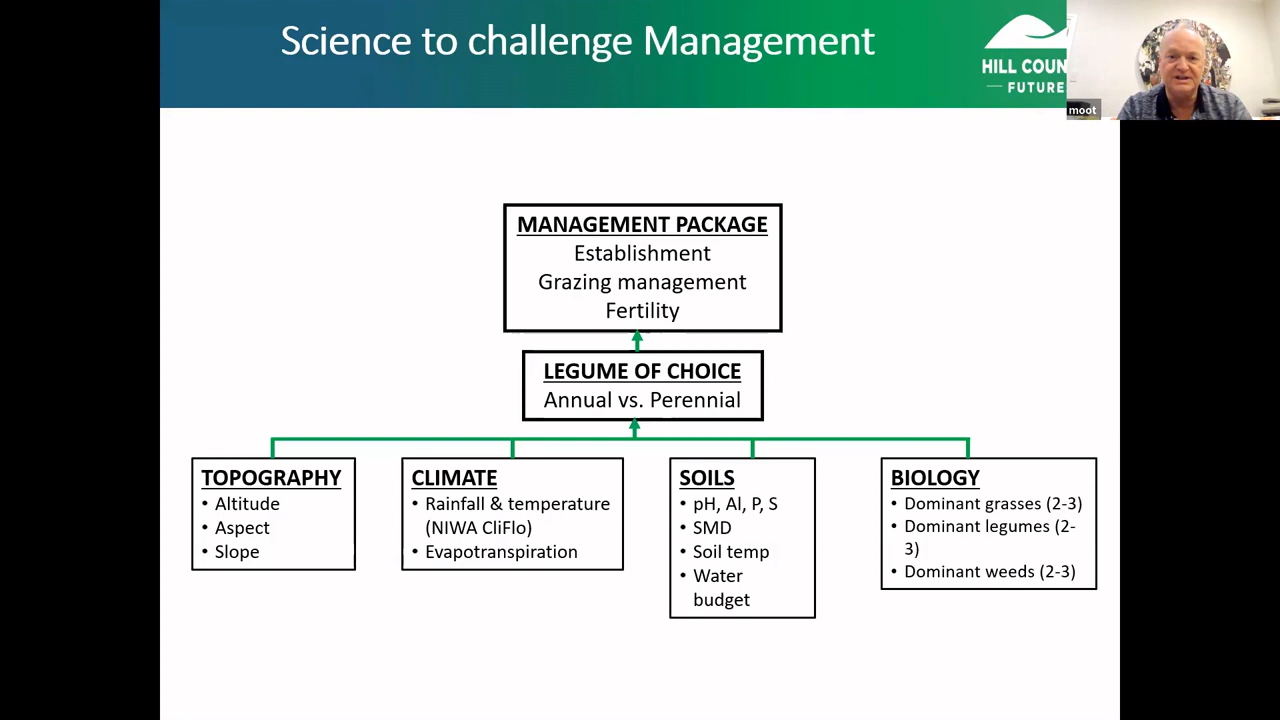 Science to challenge Management
HILL COUN
FUTURE
moot
MANAGEMENT PACKAGE
Establishment
Grazing management
Fertility
LEGUME OF CHOICE
Annual vs. Perennial
TOPOGRAPHY
• Altitude
• Aspect
• Slope
CLIMATE
• Rainfall & temperature
(NIWA CliFlo)
• Evapotranspiration
SOILS
• pH, Al, P, S
• SMD
• Soil temp
• Water
budget
BIOLOGY
• Dominant grasses (2-3)
• Dominant legumes (2-
3)
• Dominant weeds (2-3)